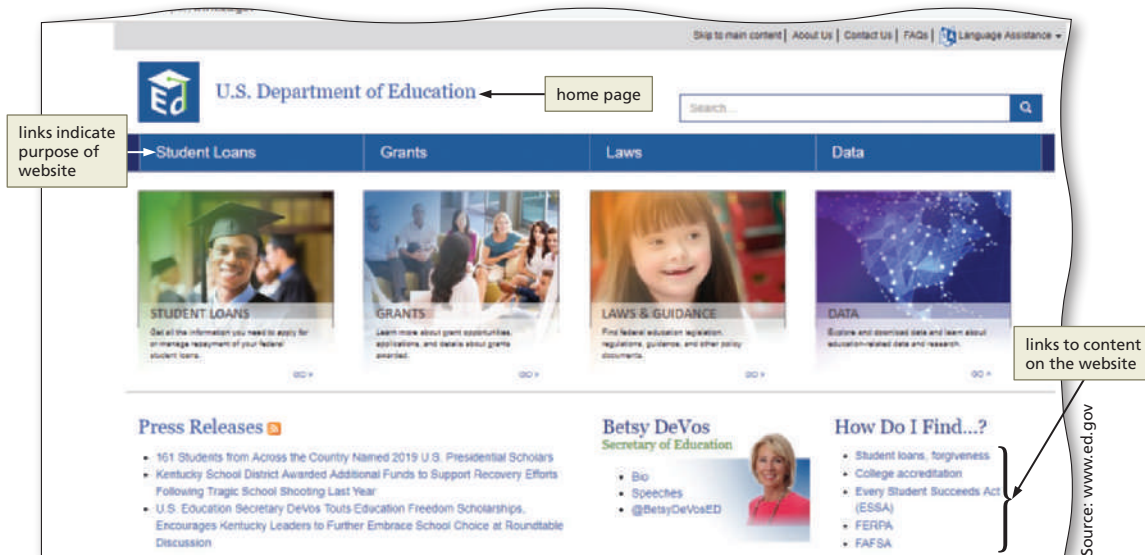 Skip to main content | About Us | Contact Us | FAQs | Language Assistance
Ed
U.S. Department of Education
home page
Search...
links indicate
purpose of
website
Student Loans
Grants
Laws
Data
STUDENT LOANS
Get all the information you need to apply for
or manage repayment of your federal
student loans.
GO >
GRANTS
Learn more about grant opportunities,
applications, and details about grants
awarded.
GO >
LAWS & GUIDANCE
Find federal education legislation,
regulations, guidance, and other policy
documents.
GO >
DATA
Explore and download data and learn about
education-related data and research.
GO >
links to content
on the website
Press Releases
• 161 Students from Across the Country Named 2019 U.S. Presidential Scholars
• Kentucky School District Awarded Additional Funds to Support Recovery Efforts
Following Tragic School Shooting Last Year
• U.S. Education Secretary DeVos Touts Education Freedom Scholarships,
Encourages Kentucky Leaders to Further Embrace School Choice at Roundtable
Discussion
Betsy DeVos
Secretary of Education
• Bio
• Speeches
• @BetsyDeVosED
How Do I Find...?
• Student loans, forgiveness
• College accreditation
• Every Student Succeeds Act
(ESSA)
• FERPA
• FAFSA
Source: www.ed.gov